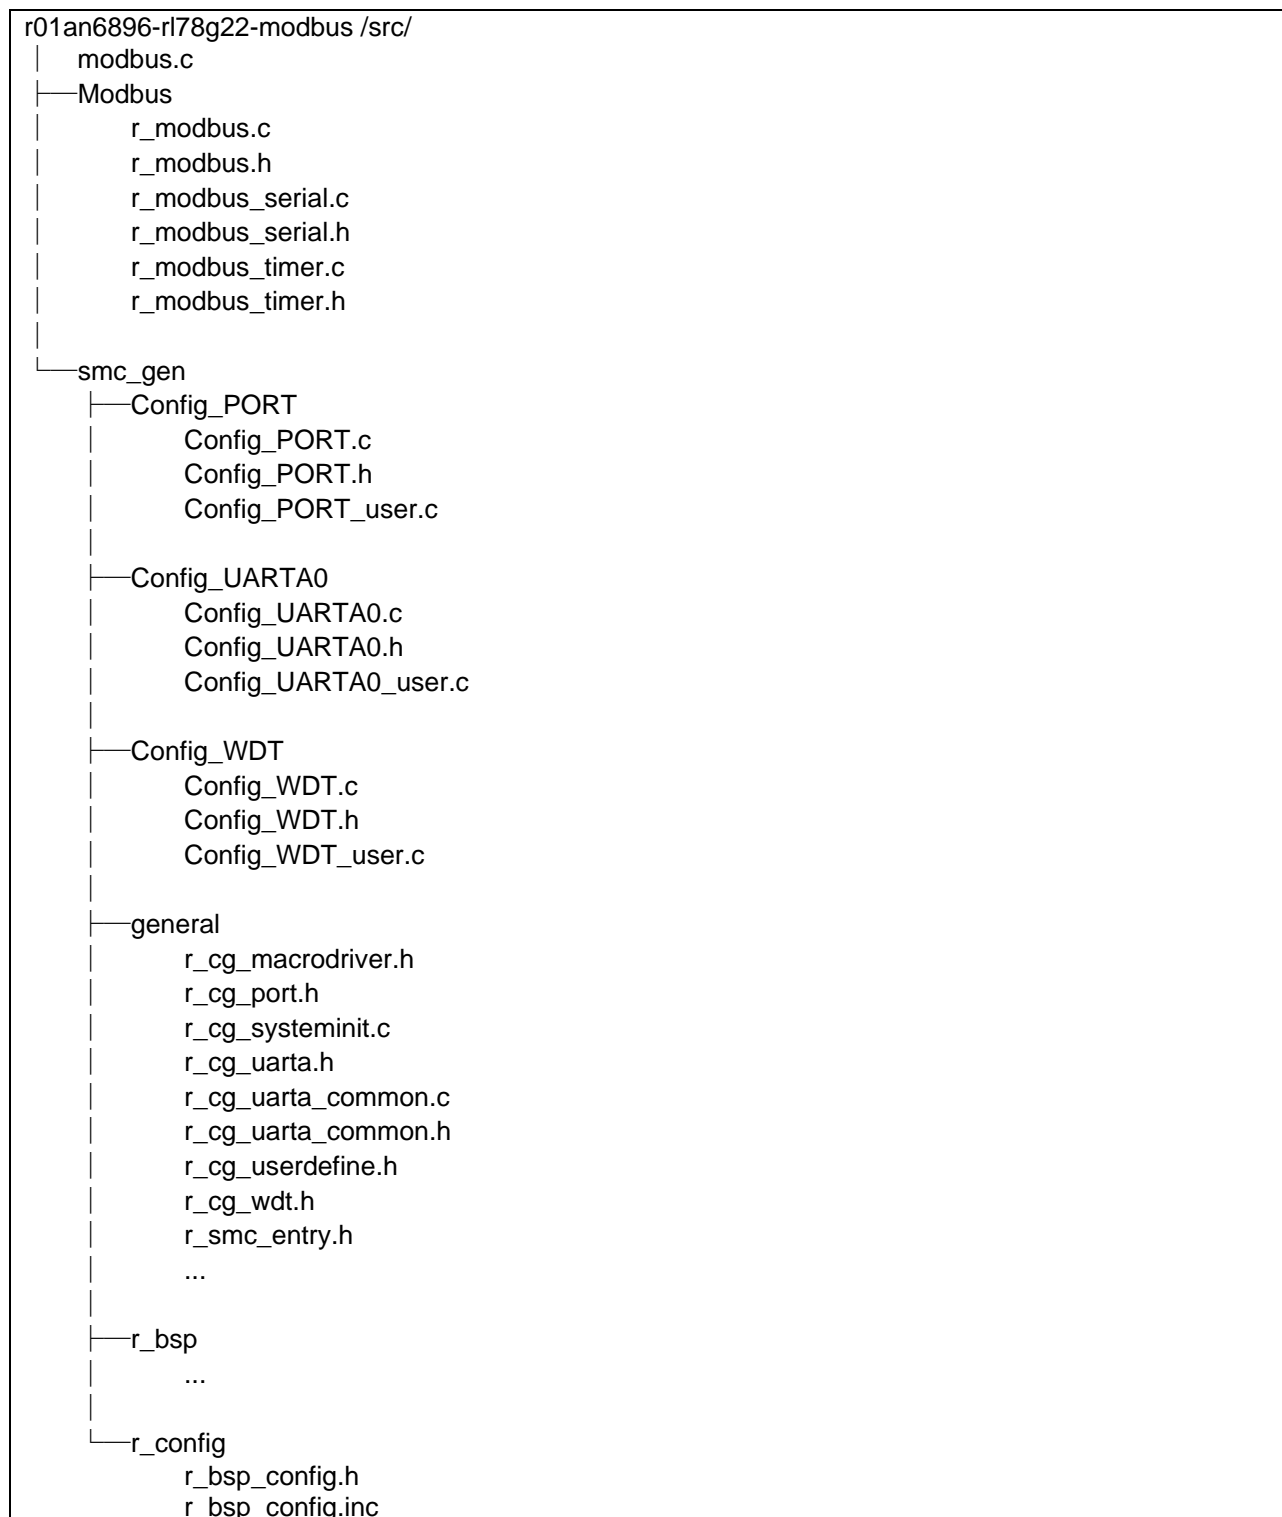 r01an6896-rl78g22-modbus /src/
modbus.c
Modbus
r_modbus.c
r_modbus.h
r_modbus_serial.c
r_modbus_serial.h
r_modbus_timer.c
r_modbus_timer.h
smc_gen
Config_PORT
Config_PORT.c
Config_PORT.h
Config_PORT_user.c
Config_UARTA0
Config_UARTA0.c
Config_UARTA0.h
Config_UARTA0_user.c
Config_WDT
Config_WDT.c
Config_WDT.h
Config_WDT_user.c
general
r_cg_macrodriver.h
r_cg_port.h
r_cg_systeminit.c
r_cg_uarta.h
r_cg_uarta_common.c
r_cg_uarta_common.h
r_cg_userdefine.h
r_cg_wdt.h
r_smc_entry.h
...
r_bsp
...
r_config
r_bsp_config.h
r_bsp_config.inc